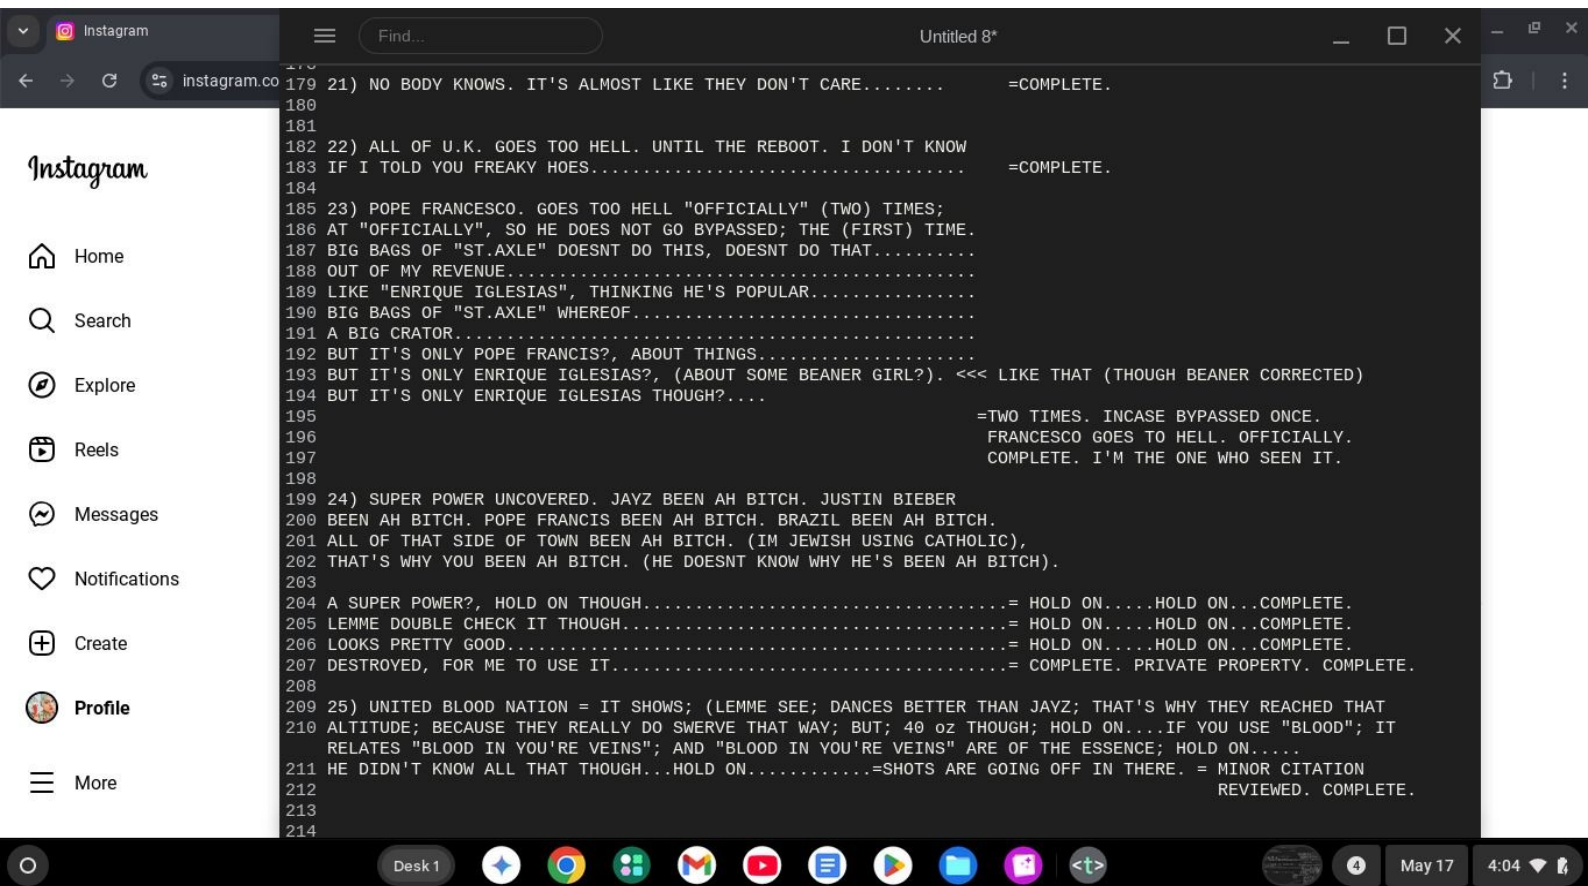 Instagram
Find...
Untitled 8*
instagram.co
179 21) NO BODY KNOWS. IT'S ALMOST LIKE THEY DON'T CARE........ =COMPLETE.
180
181
182 22) ALL OF U.K. GOES TOO HELL. UNTIL THE REBOOT. I DON'T KNOW
183 IF I TOLD YOU FREAKY HOES.................................... =COMPLETE.
184
185 23) POPE FRANCESCO. GOES TOO HELL "OFFICIALLY" (TWO) TIMES;
186 AT "OFFICIALLY", SO HE DOES NOT GO BYPASSED; THE (FIRST) TIME.
187 BIG BAGS OF "ST.AXLE" DOESNT DO THIS, DOESNT DO THAT..........
188 OUT OF MY REVENUE.............................................
189 LIKE "ENRIQUE IGLESIAS", THINKING HE'S POPULAR................
190 BIG BAGS OF "ST.AXLE" WHEREOF.................................
191 A BIG CRATOR..................................................
192 BUT IT'S ONLY POPE FRANCIS?, ABOUT THINGS.....................
193 BUT IT'S ONLY ENRIQUE IGLESIAS?, (ABOUT SOME BEANER GIRL?). <<< LIKE THAT (THOUGH BEANER CORRECTED)
194 BUT IT'S ONLY ENRIQUE IGLESIAS THOUGH?....
195 =TWO TIMES. INCASE BYPASSED ONCE.
196 FRANCESCO GOES TO HELL. OFFICIALLY.
197 COMPLETE. I'M THE ONE WHO SEEN IT.
198
199 24) SUPER POWER UNCOVERED. JAYZ BEEN AH BITCH. JUSTIN BIEBER
200 BEEN AH BITCH. POPE FRANCIS BEEN AH BITCH. BRAZIL BEEN AH BITCH.
201 ALL OF THAT SIDE OF TOWN BEEN AH BITCH. (IM JEWISH USING CATHOLIC),
202 THAT'S WHY YOU BEEN AH BITCH. (HE DOESNT KNOW WHY HE'S BEEN AH BITCH).
203
204 A SUPER POWER?, HOLD ON THOUGH...................................= HOLD ON.....HOLD ON...COMPLETE.
205 LEMME DOUBLE CHECK IT THOUGH.....................................= HOLD ON.....HOLD ON...COMPLETE.
206 LOOKS PRETTY GOOD................................................= HOLD ON.....HOLD ON...COMPLETE.
207 DESTROYED, FOR ME TO USE IT......................................= COMPLETE. PRIVATE PROPERTY. COMPLETE.
208
209 25) UNITED BLOOD NATION = IT SHOWS; (LEMME SEE; DANCES BETTER THAN JAYZ; THAT'S WHY THEY REACHED THAT
210 ALTITUDE; BECAUSE THEY REALLY DO SWERVE THAT WAY; BUT; 40 oz THOUGH; HOLD ON....IF YOU USE "BLOOD"; IT
RELATES "BLOOD IN YOU'RE VEINS"; AND "BLOOD IN YOU'RE VEINS" ARE OF THE ESSENCE; HOLD ON.....
211 HE DIDN'T KNOW ALL THAT THOUGH...HOLD ON............=SHOTS ARE GOING OFF IN THERE. = MINOR CITATION
212 REVIEWED. COMPLETE.
213
214
Instagram
Home
Search
Explore
Reels
Messages
Notifications
Create
Profile
More
Desk 1
<t>
4
May 17
4:04